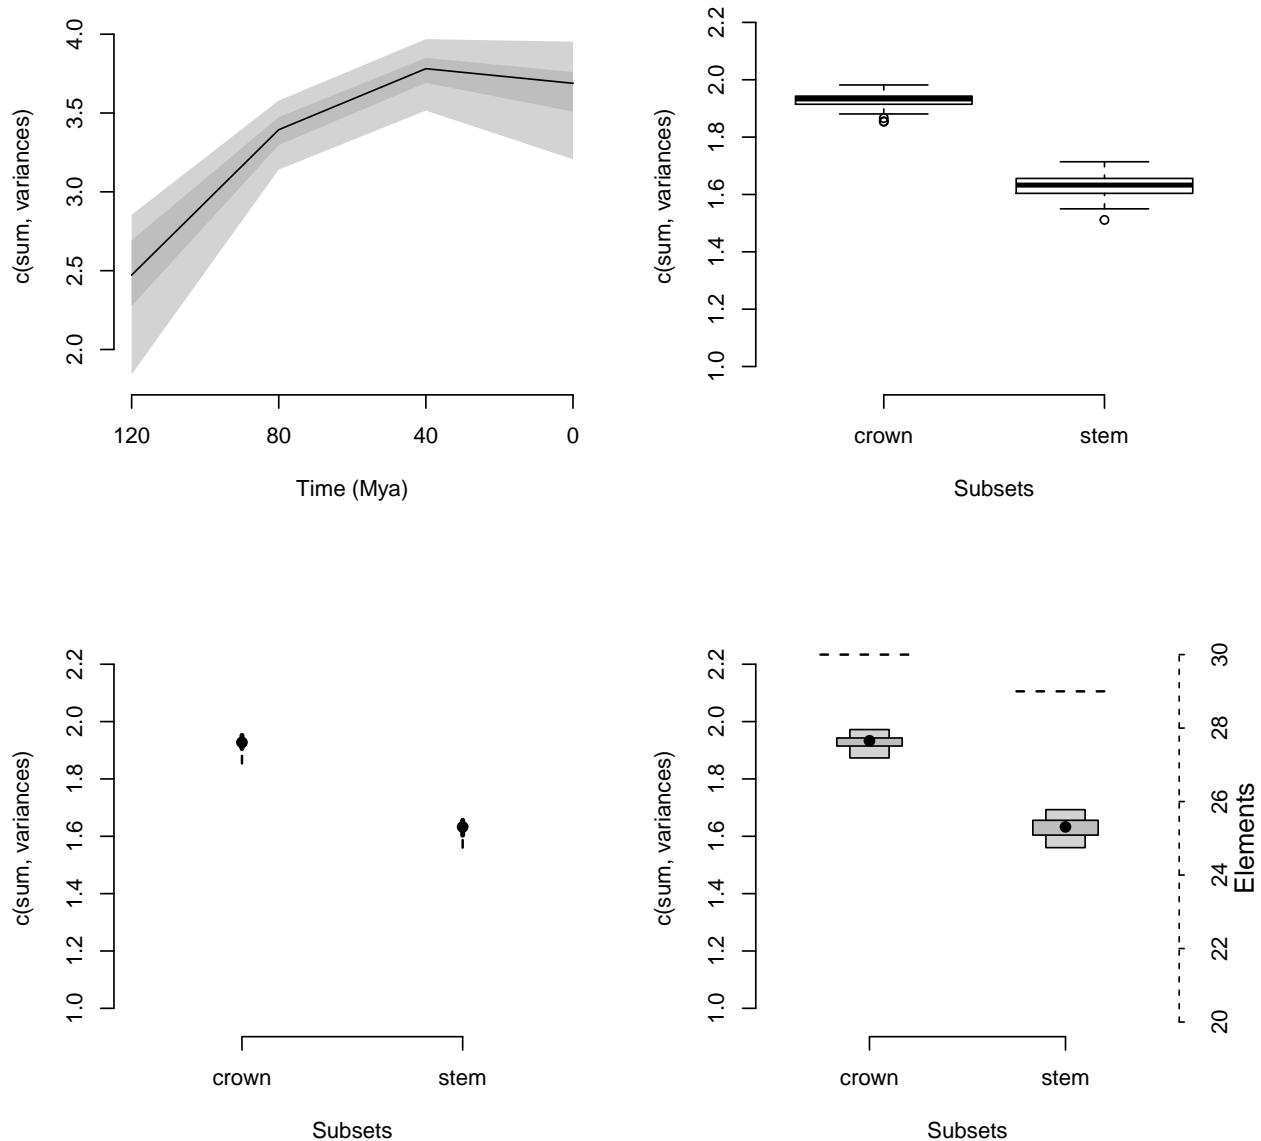 c(sum, variances)
4.0
3.5
3.0
2.5
2.0
120 80 40 0
Time (Mya)
c(sum, variances)
2.2
2.0
1.8
1.6
1.4
1.2
1.0
crown stem
Subsets
c(sum, variances)
2.2
2.0
1.8
1.6
1.4
1.2
1.0
crown stem
Subsets
c(sum, variances)
2.2
2.0
1.8
1.6
1.4
1.2
1.0
crown stem
Subsets
30
28
26
24
22
20
Elements